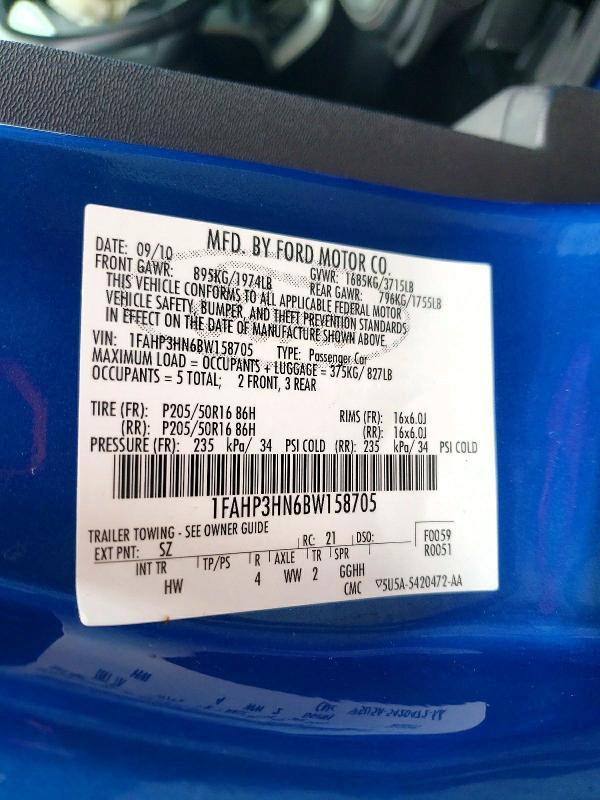 MFD. BY FORD MOTOR CO.
DATE: 09/10 GVWR: 1685KG/3715LB
FRONT GAWR: 895KG/1974LB REAR GAWR: 796KG/1755LB
THIS VEHICLE CONFORMS TO ALL APPLICABLE FEDERAL MOTOR
VEHICLE SAFETY, BUMPER, AND THEFT PREVENTION STANDARDS
IN EFFECT ON THE DATE OF MANUFACTURE SHOWN ABOVE.
VIN: 1FAHP3HN6BW158705 TYPE: Passenger Car
MAXIMUM LOAD = OCCUPANTS + LUGGAGE = 375KG/ 827LB
OCCUPANTS = 5 TOTAL; 2 FRONT, 3 REAR
TIRE (FR): P205/50R16 86H RIMS (FR): 16x6.0J
(RR): P205/50R16 86H (RR): 16x6.0J
PRESSURE (FR): 235 kPa/ 34 PSI COLD (RR): 235 kPa/ 34 PSI COLD
1FAHP3HN6BW158705
TRAILER TOWING - SEE OWNER GUIDE
EXT PNT: SZ RC: 21 DSO: F0059
R0051
INT TR TP/PS R AXLE TR SPR
HW 4 WW 2 GGHH
CMC ▽5U5A-5420472-AA